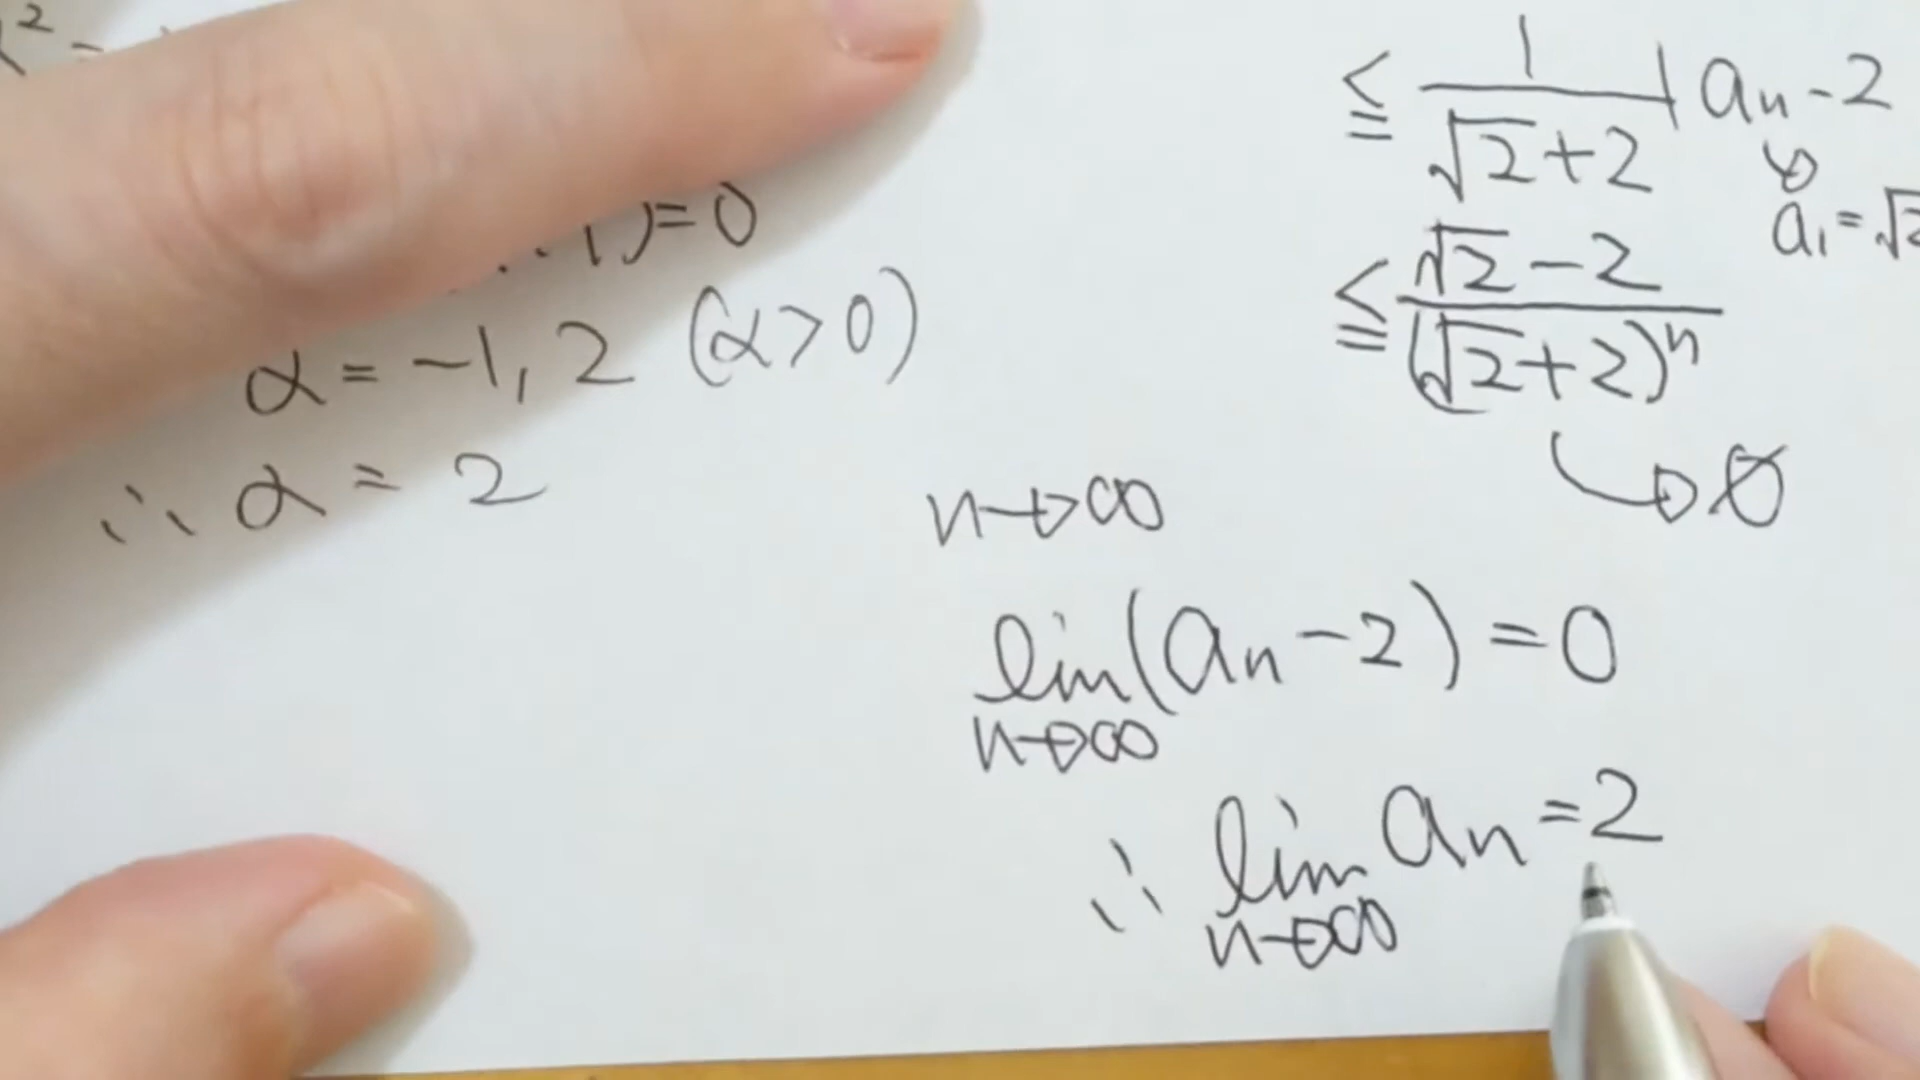 )=0
α = -1, 2 (α > 0)
∴ α = 2
≦ 1/(√2+2) | an - 2
a1 = √2
≦ (√2-2)/(√2+2)^n
→ 0
n→∞
lim(an - 2) = 0
n→∞
∴ lim an = 2
n→∞